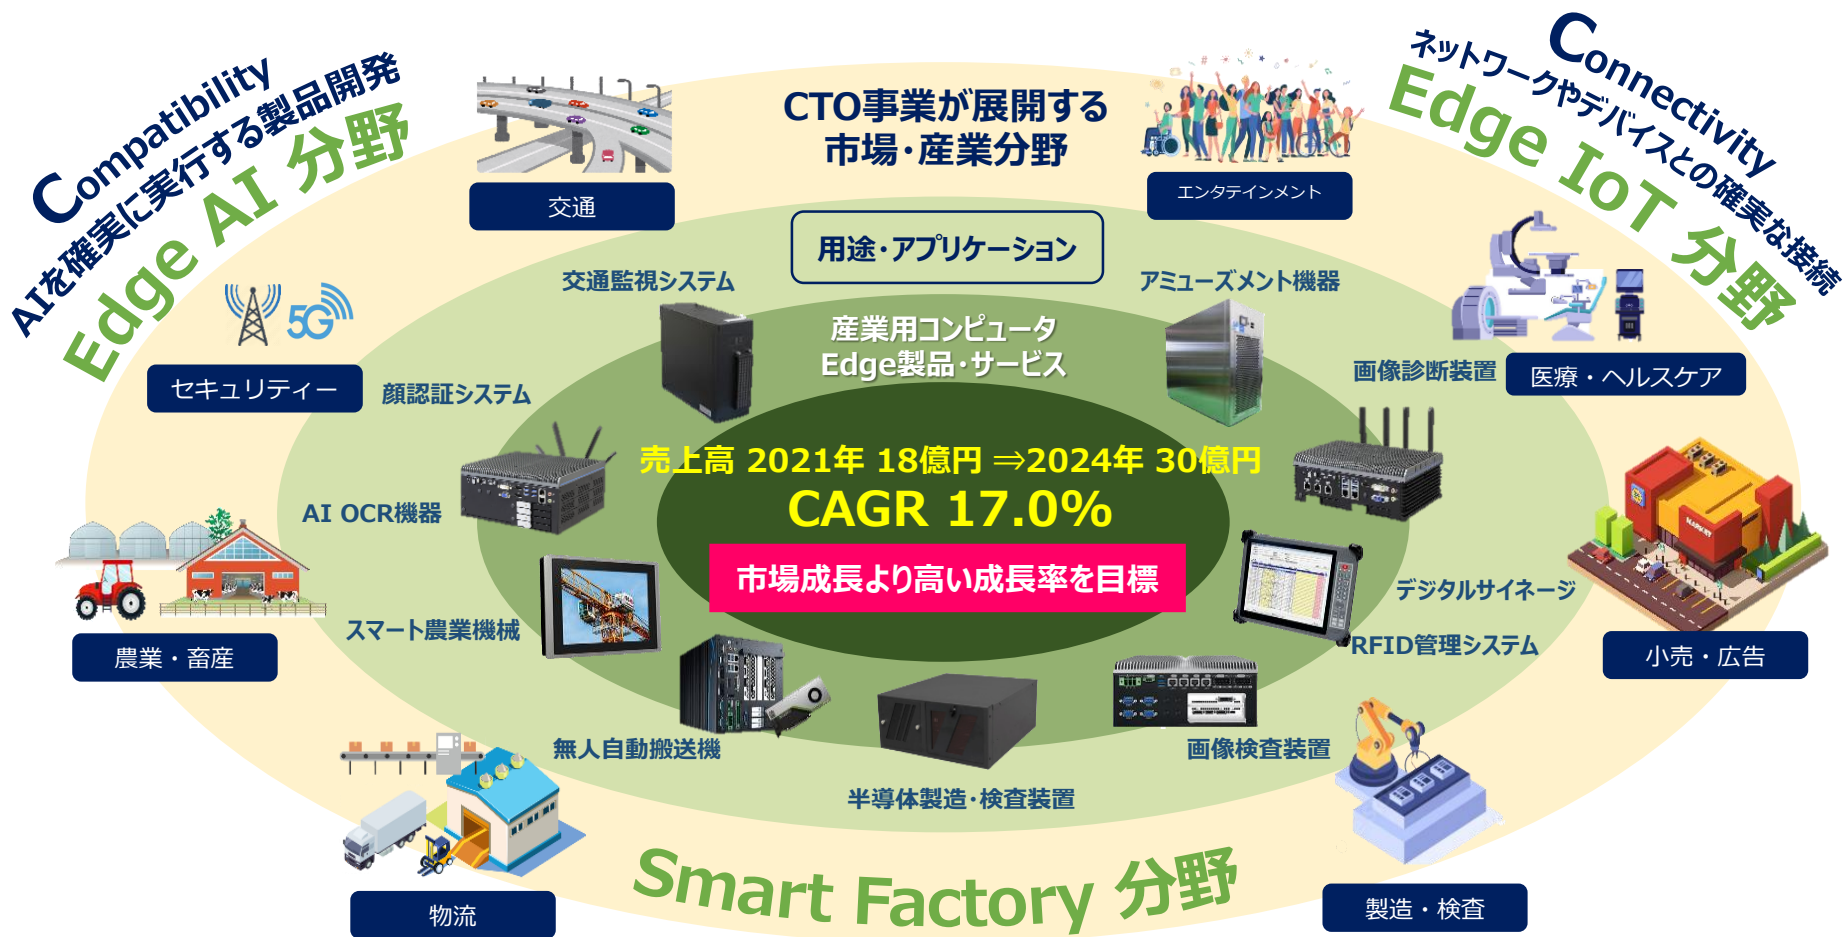 Compatibility
AIを確実に実行する製品開発
Edge AI 分野
Connectivity
ネットワークやデバイスとの確実な接続
Edge IoT 分野
CTO事業が展開する
市場・産業分野
交通
エンタテインメント
用途・アプリケーション
交通監視システム
アミューズメント機器
5G
産業用コンピュータ
Edge製品・サービス
セキュリティー
顔認証システム
画像診断装置
医療・ヘルスケア
売上高 2021年 18億円 ⇒2024年 30億円
CAGR 17.0%
市場成長より高い成長率を目標
AI OCR機器
MARKET
デジタルサイネージ
スマート農業機械
RFID管理システム
農業・畜産
小売・広告
無人自動搬送機
画像検査装置
半導体製造・検査装置
Smart Factory 分野
物流
製造・検査